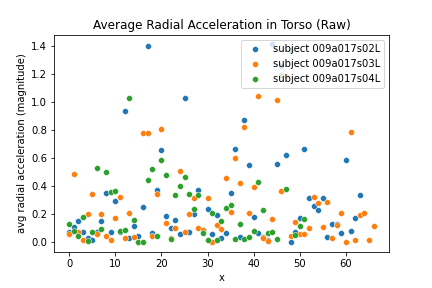 Average Radial Acceleration in Torso (Raw)
subject 009a017s02L
subject 009a017s03L
subject 009a017s04L
avg radial acceleration (magnitude)
1.4
1.2
1.0
0.8
0.6
0.4
0.2
0.0
0 10 20 30 40 50 60
x